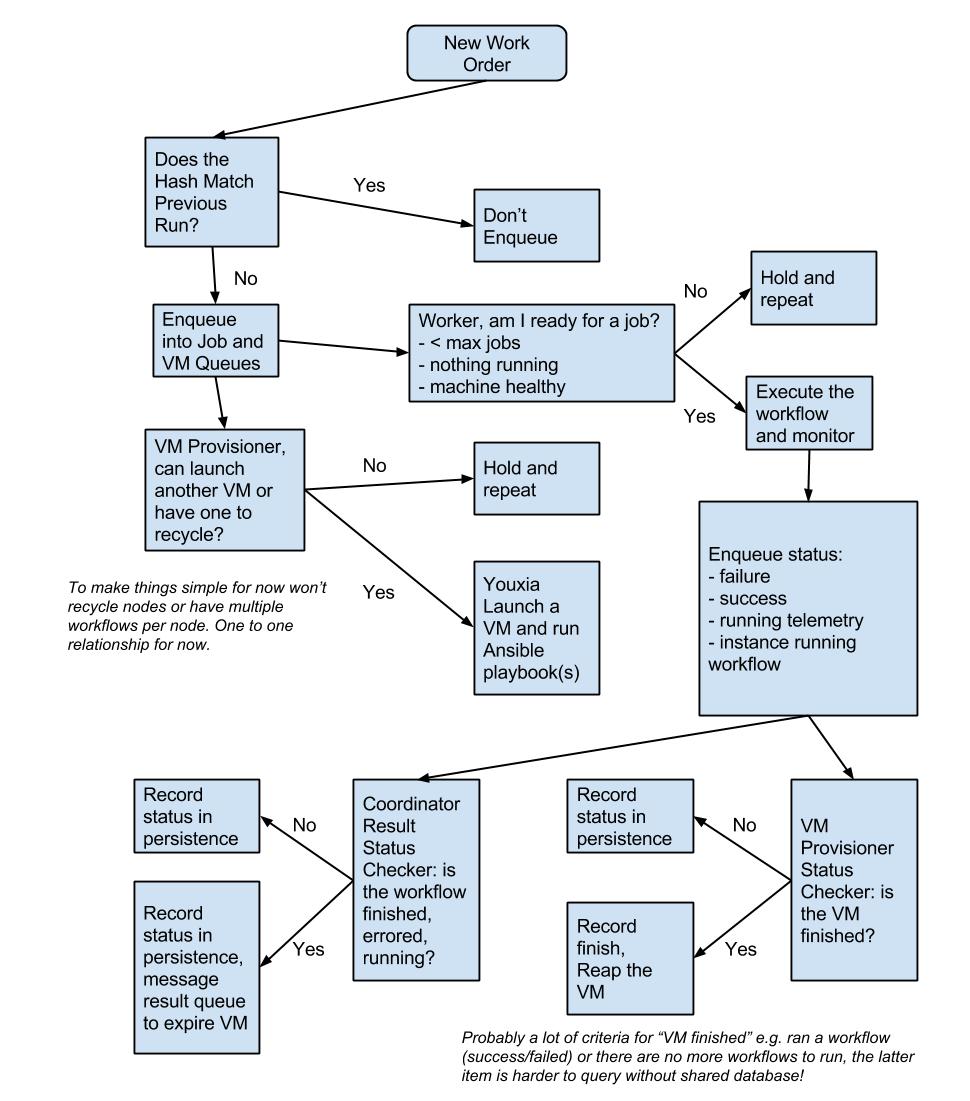 New Work
Order
Does the
Hash Match
Previous
Run?
Yes
Don’t
Enqueue
No
Enqueue
into Job and
VM Queues
Worker, am I ready for a job?
- < max jobs
- nothing running
- machine healthy
No
Hold and
repeat
Yes
Execute the
workflow
and monitor
VM Provisioner,
can launch
another VM or
have one to
recycle?
No
Hold and
repeat
Yes
Youxia
Launch a
VM and run
Ansible
playbook(s)
To make things simple for now won’t
recycle nodes or have multiple
workflows per node. One to one
relationship for now.
Enqueue status:
- failure
- success
- running telemetry
- instance running
workflow
Record
status in
persistence
No
Coordinator
Result
Status
Checker: is
the workflow
finished,
errored,
running?
Yes
Record
status in
persistence,
message
result queue
to expire VM
Record
status in
persistence
No
VM
Provisioner
Status
Checker: is
the VM
finished?
Yes
Record
finish,
Reap the
VM
Probably a lot of criteria for “VM finished” e.g. ran a workflow
(success/failed) or there are no more workflows to run, the latter
item is harder to query without shared database!